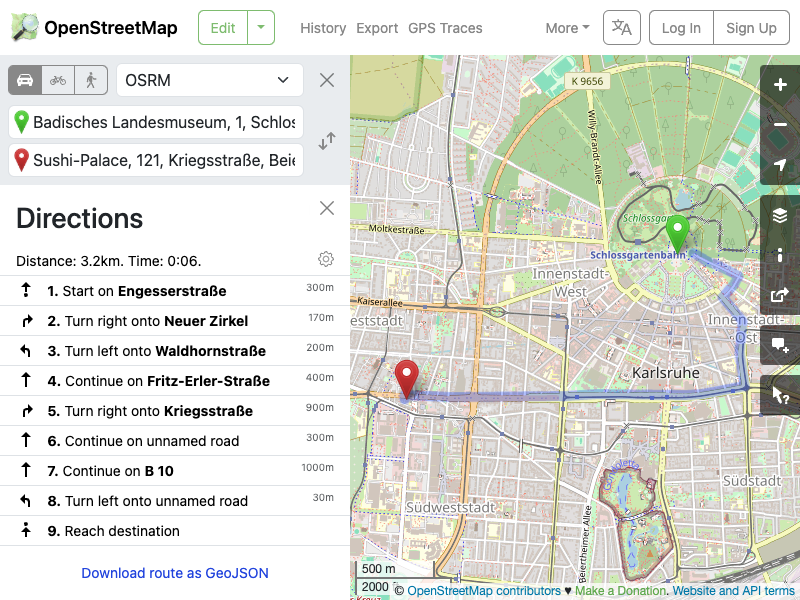 OpenStreetMap
Edit
History
Export
GPS Traces
More
Log In
Sign Up
OSRM
Badisches Landesmuseum, 1, Schlos
Sushi-Palace, 121, Kriegsstraße, Beie
Directions
Distance: 3.2km. Time: 0:06.
1. Start on Engesserstraße 300m
2. Turn right onto Neuer Zirkel 170m
3. Turn left onto Waldhornstraße 200m
4. Continue on Fritz-Erler-Straße 400m
5. Turn right onto Kriegsstraße 900m
6. Continue on unnamed road 300m
7. Continue on B 10 1000m
8. Turn left onto unnamed road 30m
9. Reach destination
Download route as GeoJSON
K 9656
Willy-Brandt-Allee
Schlossga
Moltkestraße
Schlossgartenbahn
Innenstadt-
West
Kaiserallee
eststadt
Innenstadt-
Ost
Karlsruhe
Südstadt
Südweststadt
Beiertheimer Allee
500 m
2000
© OpenStreetMap contributors ♥ Make a Donation. Website and API terms